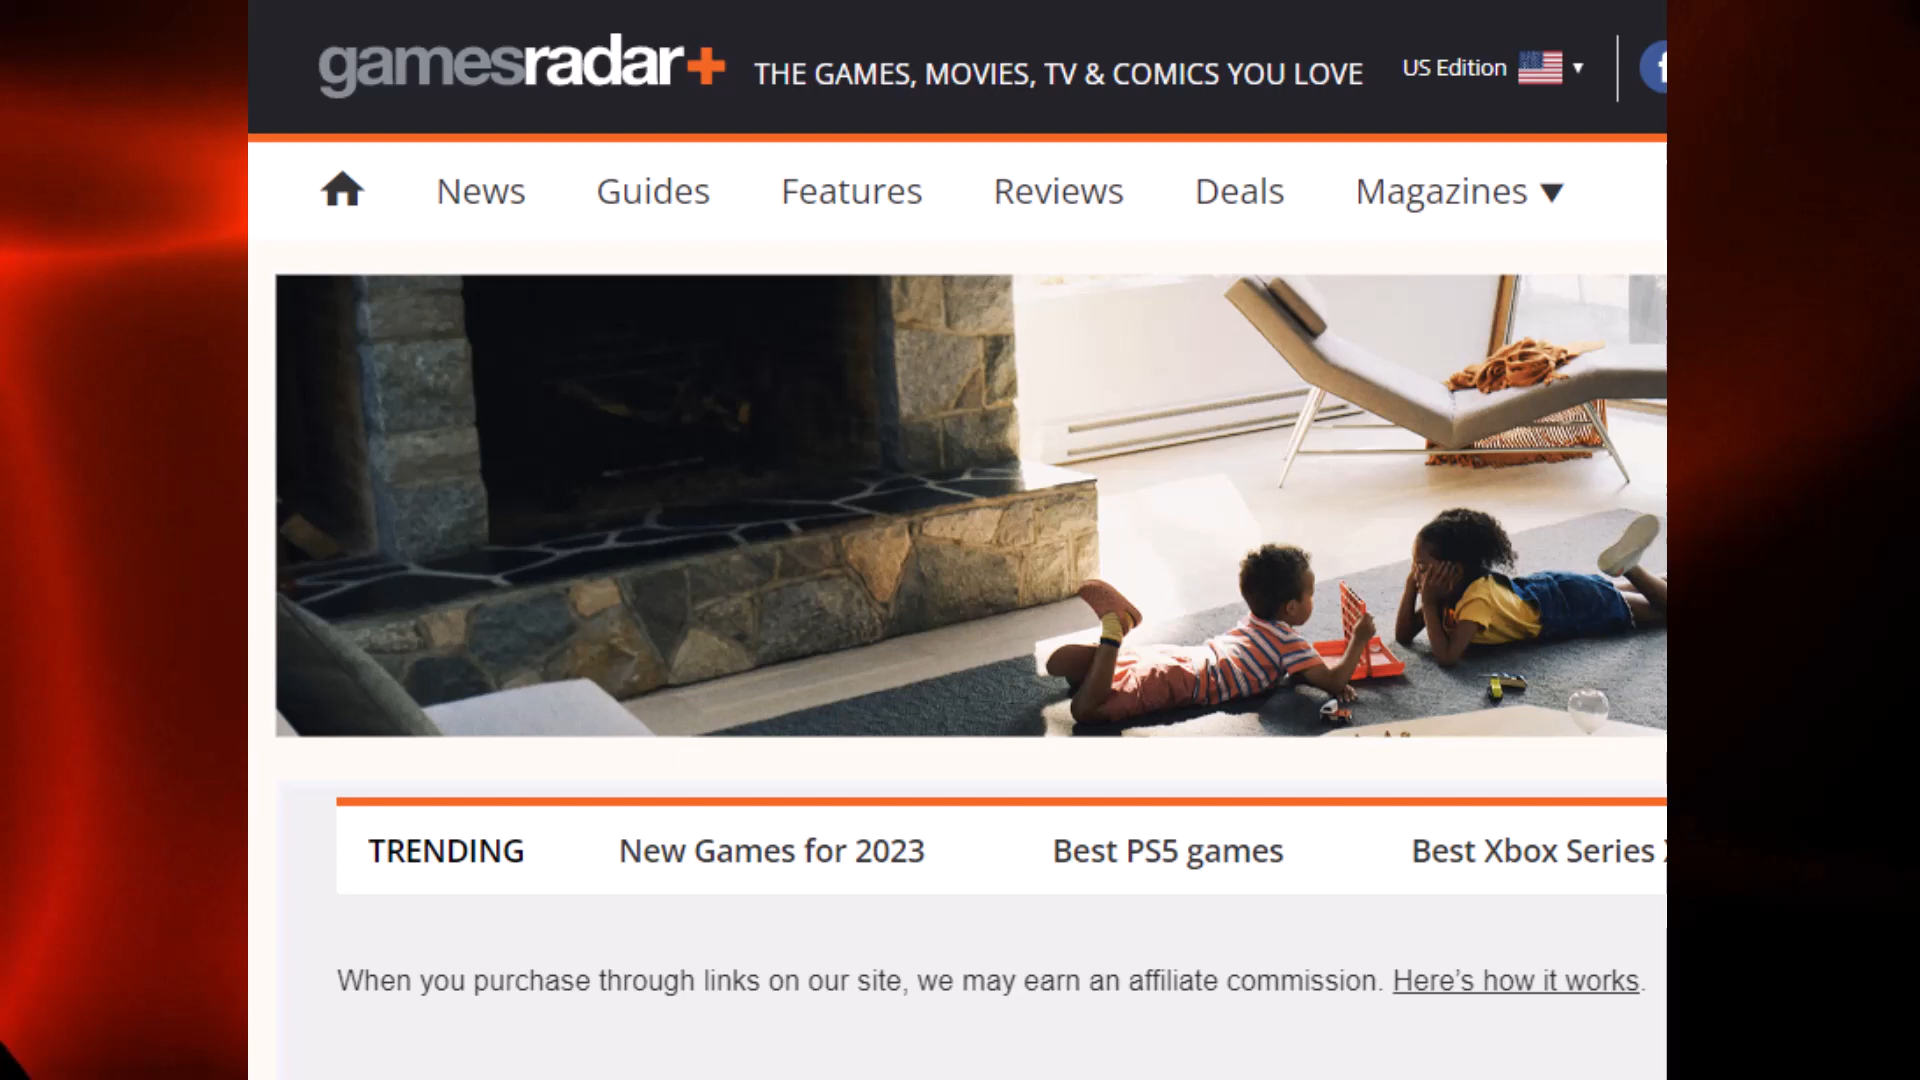 gamesradar+ THE GAMES, MOVIES, TV & COMICS YOU LOVE US Edition
News Guides Features Reviews Deals Magazines
TRENDING New Games for 2023 Best PS5 games Best Xbox Series
When you purchase through links on our site, we may earn an affiliate commission. Here's how it works.